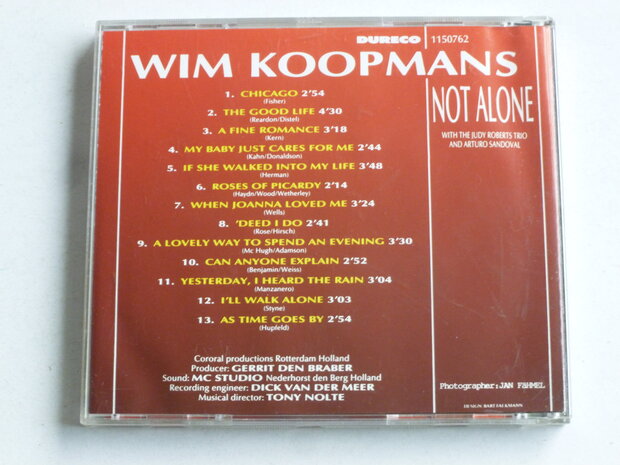 DURECO 1150762
WIM KOOPMANS
NOT ALONE
WITH THE JUDY ROBERTS TRIO
AND ARTURO SANDOVAL
1. CHICAGO 2'54
(Fisher)
2. THE GOOD LIFE 4'30
(Reardon/Distel)
3. A FINE ROMANCE 3'18
(Kern)
4. MY BABY JUST CARES FOR ME 2'44
(Kahn/Donaldson)
5. IF SHE WALKED INTO MY LIFE 3'48
(Herman)
6. ROSES OF PICARDY 2'14
(Haydn/Wood/Wetherley)
7. WHEN JOANNA LOVED ME 3'24
(Wells)
8. 'DEED I DO 2'41
(Rose/Hirsch)
9. A LOVELY WAY TO SPEND AN EVENING 3'30
(Mc Hugh/Adamson)
10. CAN ANYONE EXPLAIN 2'52
(Benjamin/Weiss)
11. YESTERDAY, I HEARD THE RAIN 3'04
(Manzanero)
12. I'LL WALK ALONE 3'03
(Styne)
13. AS TIME GOES BY 2'54
(Hupfeld)
Cororal productions Rotterdam Holland
Producer: GERRIT DEN BRABER
Sound: MC STUDIO Nederhorst den Berg Holland
Recording engineer: DICK VAN DER MEER
Musical director: TONY NOLTE
Photographer: JAN FÄHMEL
DESIGN: BART FALKMANN